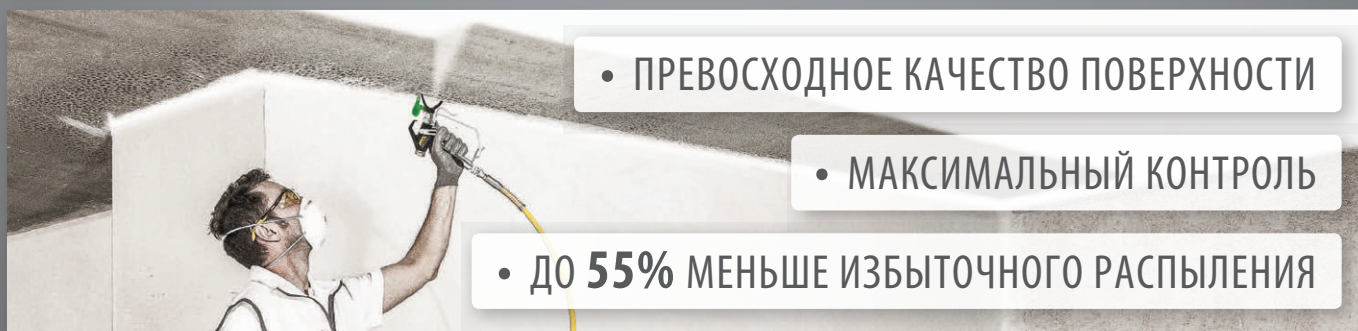 • ПРЕВОСХОДНОЕ КАЧЕСТВО ПОВЕРХНОСТИ
• МАКСИМАЛЬНЫЙ КОНТРОЛЬ
• ДО 55% МЕНЬШЕ ИЗБЫТОЧНОГО РАСПЫЛЕНИЯ